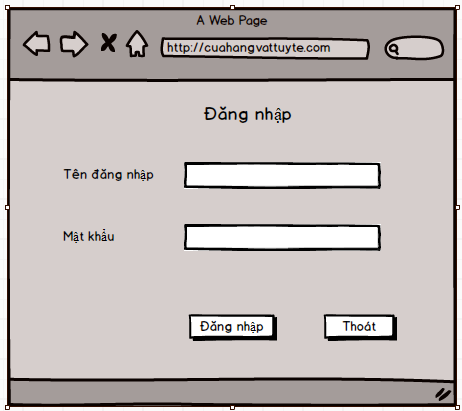 A Web Page
http://cuahangvattuyte.com
Đăng nhập
Tên đăng nhập
Mật khẩu
Đăng nhập
Thoát